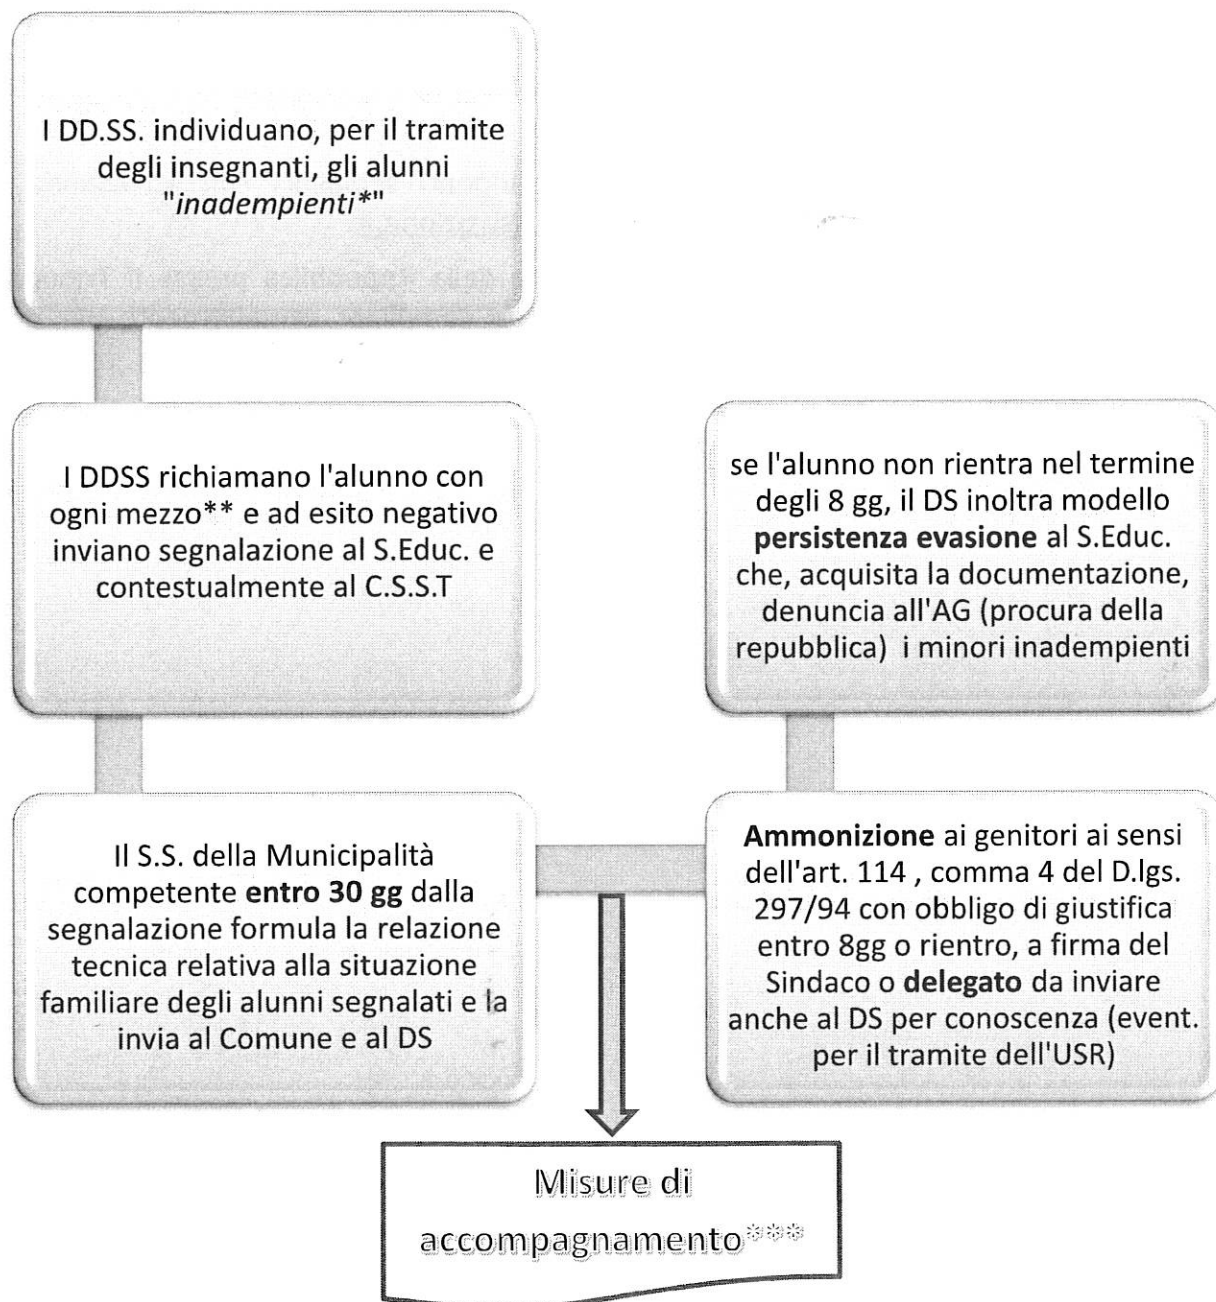 I DD.SS. individuano, per il tramite
degli insegnanti, gli alunni
"inadempienti*"
I DDSS richiamano l'alunno con
ogni mezzo** e ad esito negativo
inviano segnalazione al S.Educ. e
contestualmente al C.S.S.T
Il S.S. della Municipalità
competente entro 30 gg dalla
segnalazione formula la relazione
tecnica relativa alla situazione
familiare degli alunni segnalati e la
invia al Comune e al DS
Ammonizione ai genitori ai sensi
dell'art. 114 , comma 4 del D.lgs.
297/94 con obbligo di giustifica
entro 8gg o rientro, a firma del
Sindaco o delegato da inviare
anche al DS per conoscenza (event.
per il tramite dell'USR)
se l'alunno non rientra nel termine
degli 8 gg, il DS inoltra modello
persistenza evasione al S.Educ.
che, acquisita la documentazione,
denuncia all'AG (procura della
repubblica) i minori inadempienti
Misure di
accompagnamento***